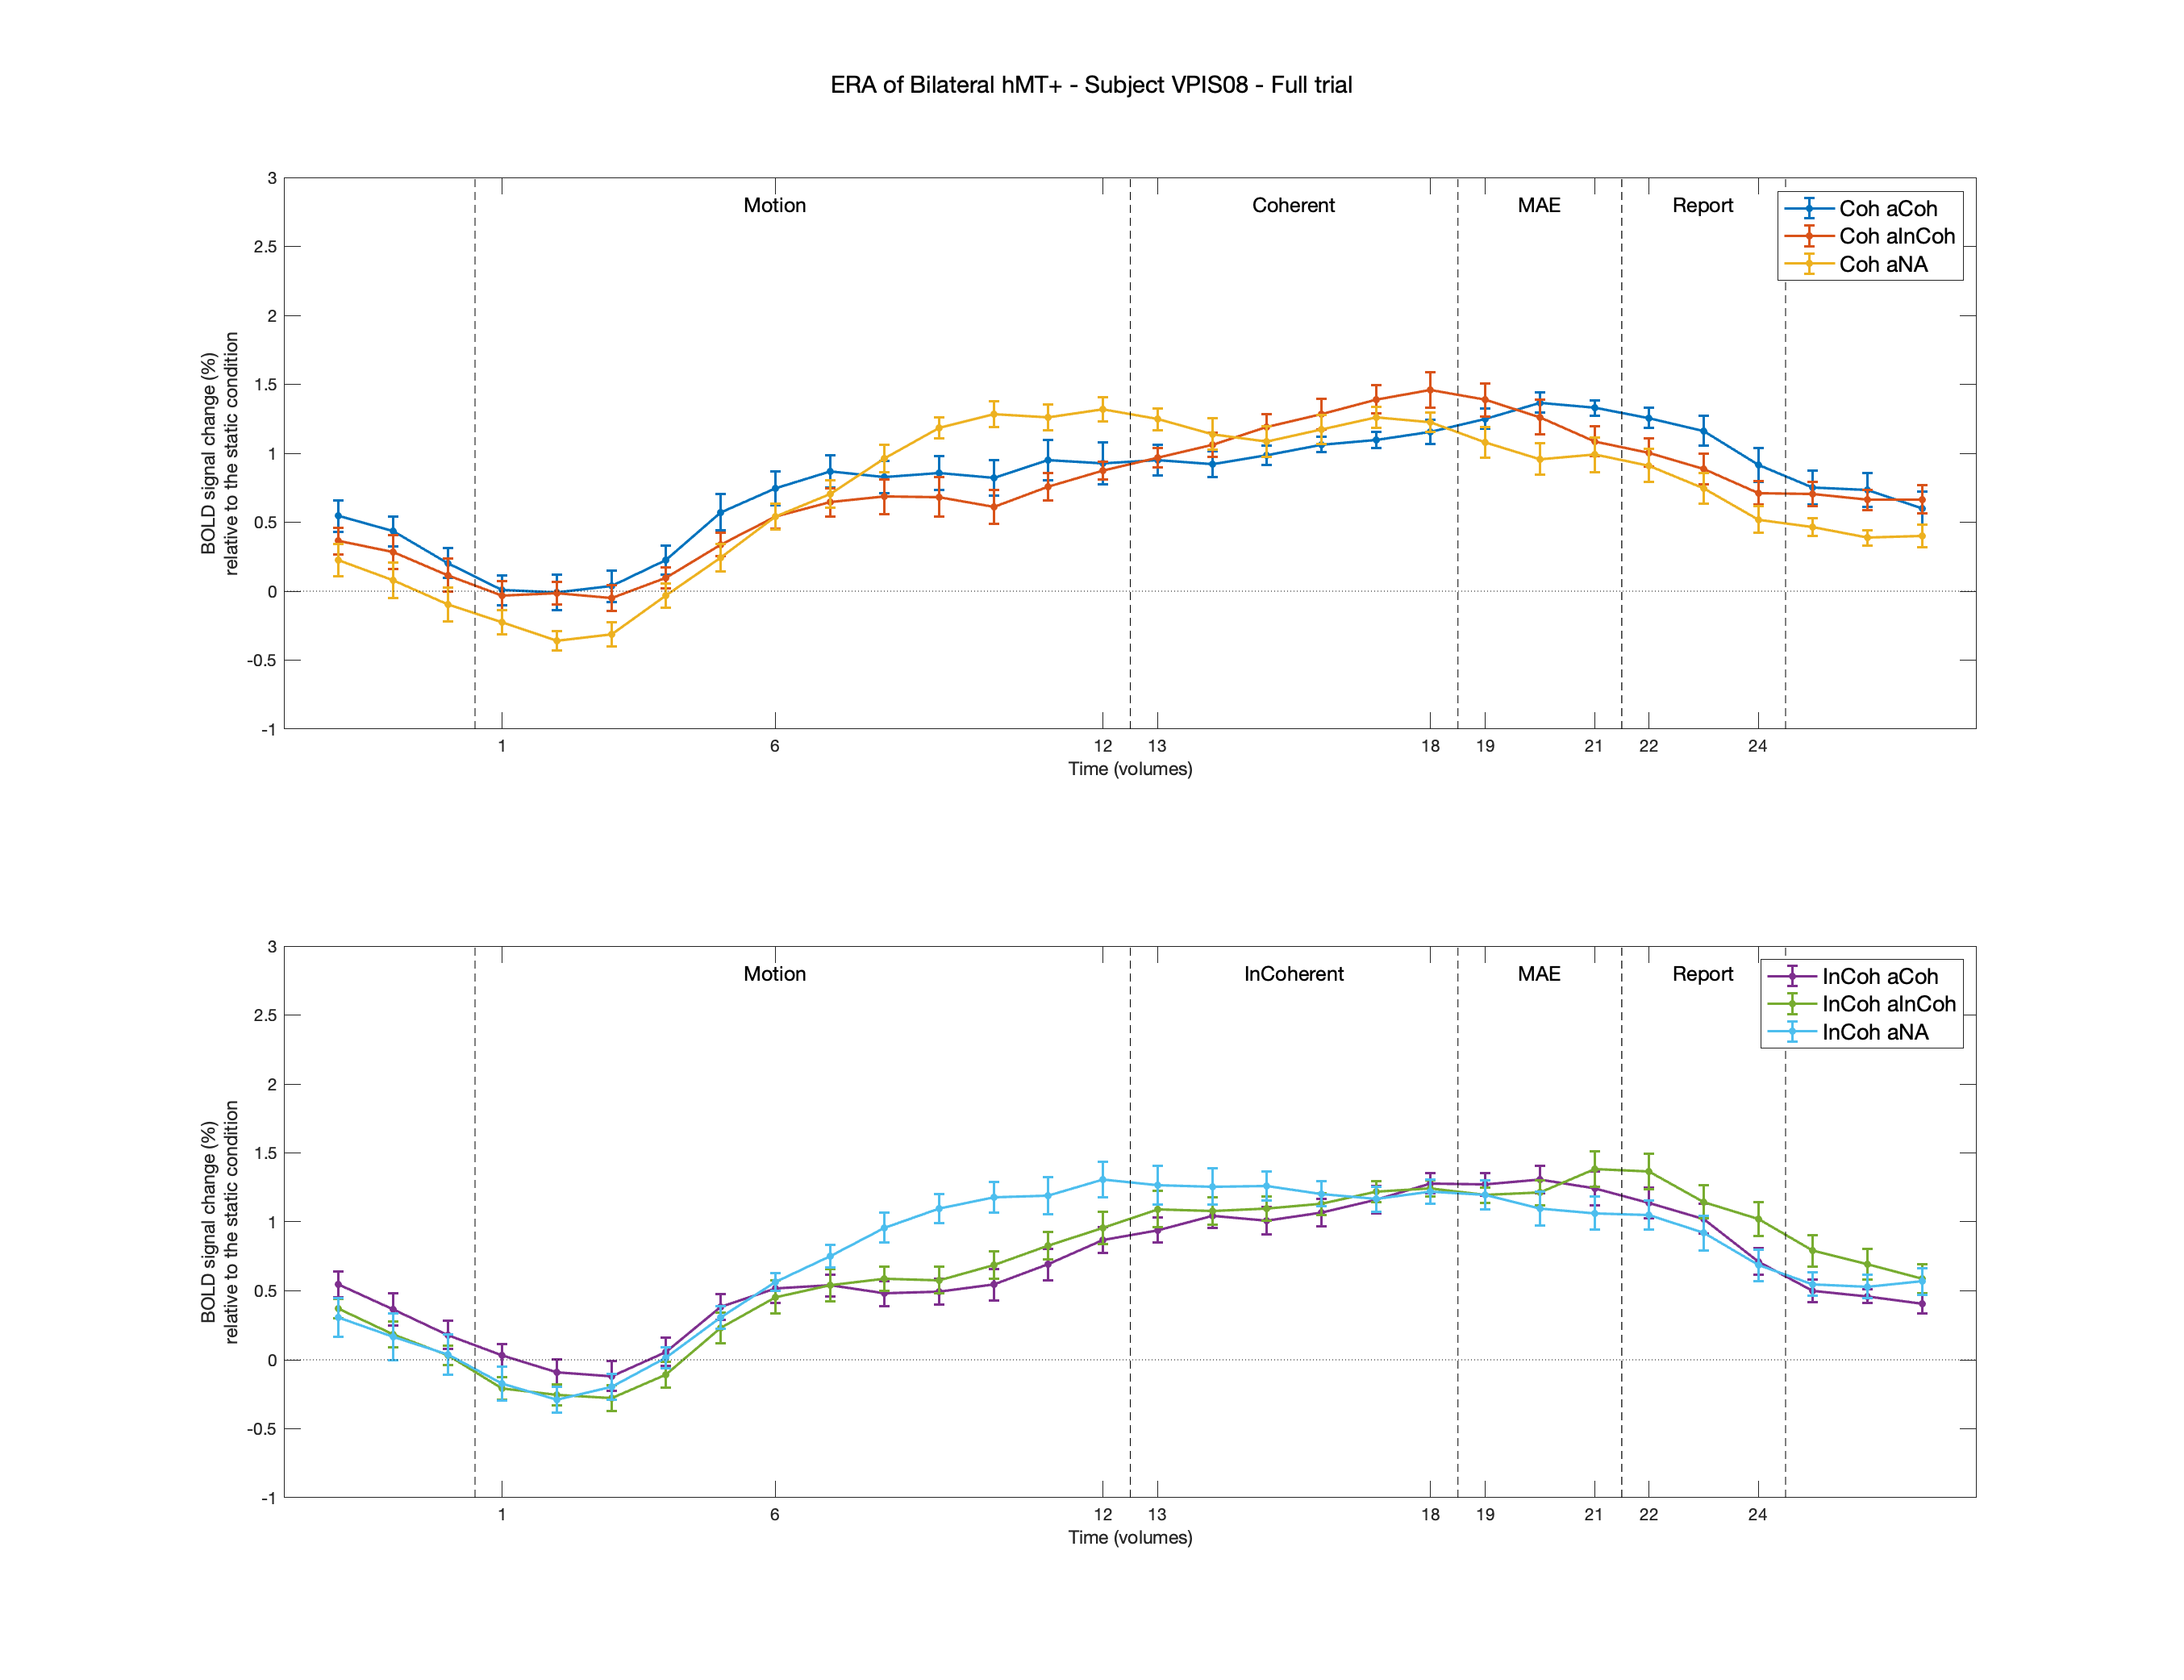 ERA of Bilateral hMT+ - Subject VPIS08 - Full trial
3
2.5
2
1.5
1
0.5
0
-0.5
-1
BOLD signal change (%)
relative to the static condition
Motion
Coherent
MAE
Report
Coh aCoh
Coh aInCoh
Coh aNA
1 6 12 13 18 19 21 22 24
Time (volumes)
3
2.5
2
1.5
1
0.5
0
-0.5
-1
BOLD signal change (%)
relative to the static condition
Motion
InCoherent
MAE
Report
InCoh aCoh
InCoh aInCoh
InCoh aNA
1 6 12 13 18 19 21 22 24
Time (volumes)